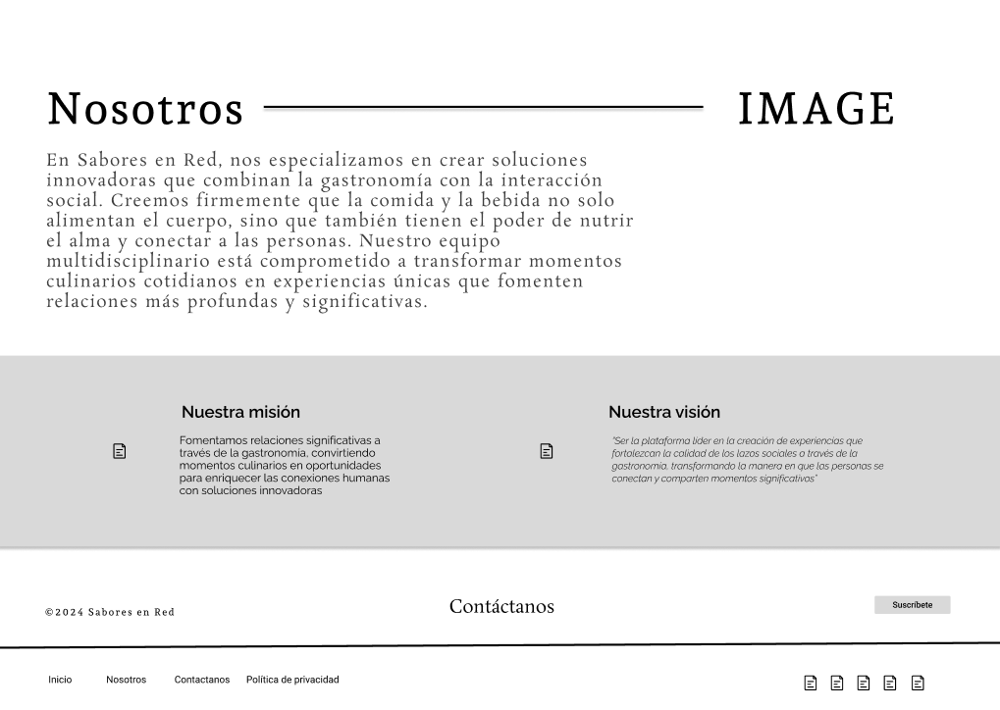 Nosotros
IMAGE
En Sabores en Red, nos especializamos en crear soluciones
innovadoras que combinan la gastronomía con la interacción
social. Creemos firmemente que la comida y la bebida no solo
alimentan el cuerpo, sino que también tienen el poder de nutrir
el alma y conectar a las personas. Nuestro equipo
multidisciplinario está comprometido a transformar momentos
culinarios cotidianos en experiencias únicas que fomenten
relaciones más profundas y significativas.
Nuestra misión
Fomentamos relaciones significativas a
través de la gastronomía, convirtiendo
momentos culinarios en oportunidades
para enriquecer las conexiones humanas
con soluciones innovadoras
Nuestra visión
"Ser la plataforma líder en la creación de experiencias que
fortalezcan la calidad de los lazos sociales a través de la
gastronomía, transformando la manera en que las personas se
conectan y comparten momentos significativos"
©2024 Sabores en Red
Contáctanos
Suscríbete
Inicio
Nosotros
Contactanos
Política de privacidad